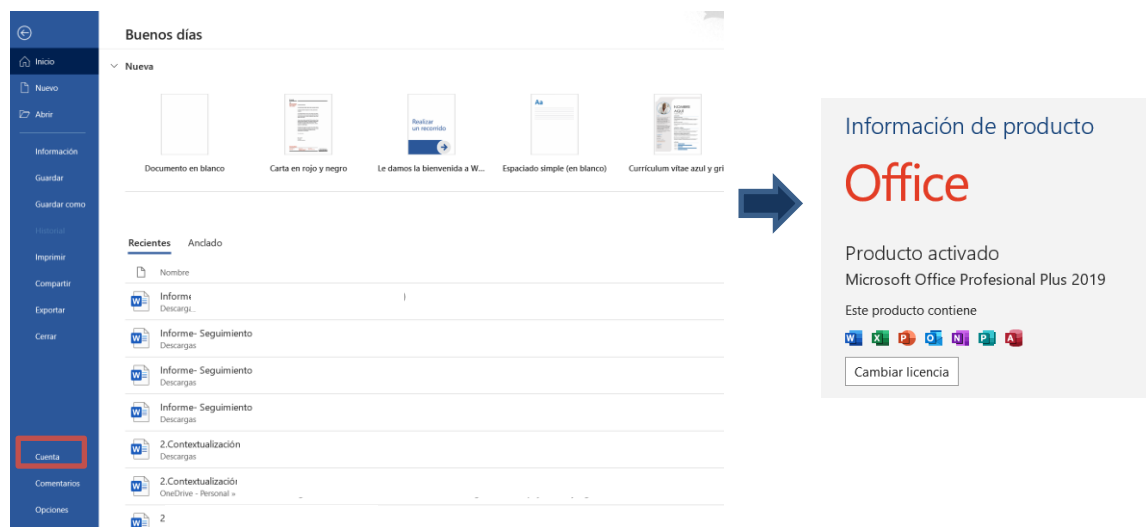 Buenos días
Inicio
Nuevo
Abrir
Información
Guardar
Guardar como
Historial
Imprimir
Compartir
Exportar
Cerrar
Cuenta
Comentarios
Opciones
Nueva
Realizar
un recorrido
Aa
Documento en blanco
Carta en rojo y negro
Le damos la bienvenida a W...
Espaciado simple (en blanco)
Currículum vítae azul y gri
Recientes Anclado
Nombre
Informe
Descargas
Informe- Seguimiento
Descargas
Informe- Seguimiento
Descargas
Informe- Seguimiento
Descargas
2.Contextualización
Descargas
2.Contextualización
OneDrive - Personal »
2
Información de producto
Office
Producto activado
Microsoft Office Profesional Plus 2019
Este producto contiene
Cambiar licencia